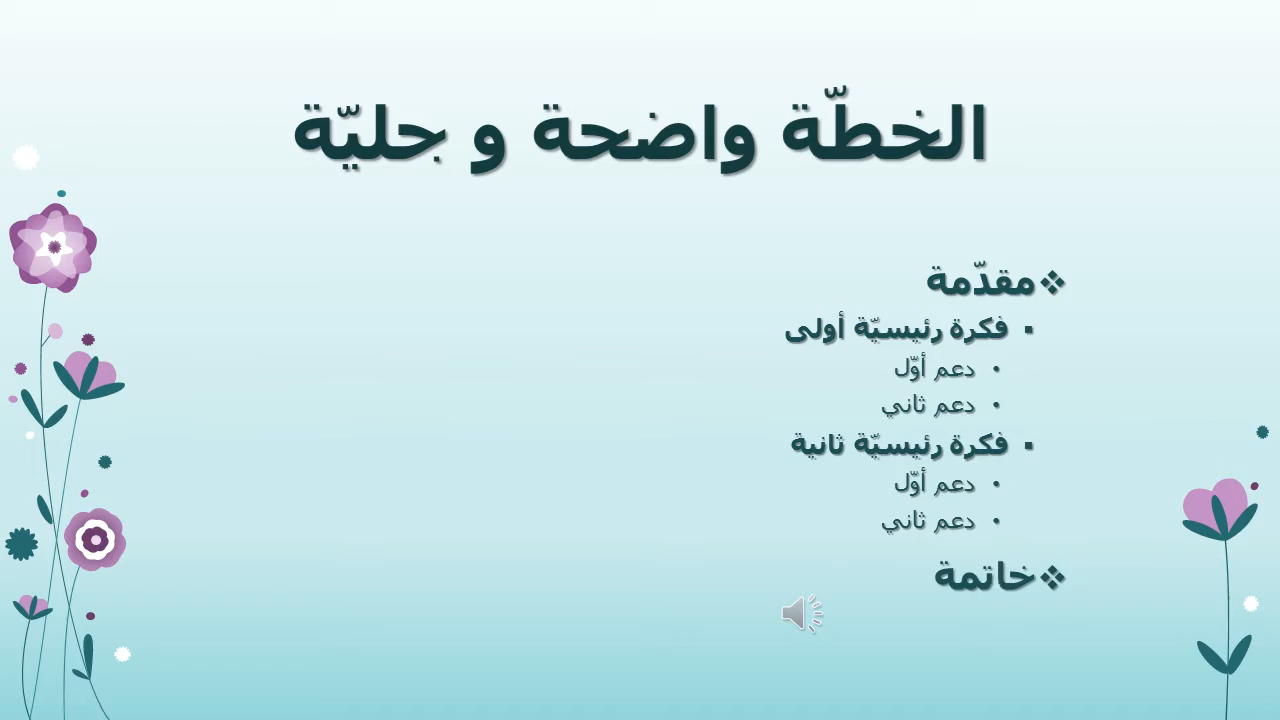 الخطّة واضحة و جليّة
❖مقدّمة
▪ فكرة رئيسيّة أولى
• دعم أوّل
• دعم ثاني
▪ فكرة رئيسيّة ثانية
• دعم أوّل
• دعم ثاني
❖خاتمة